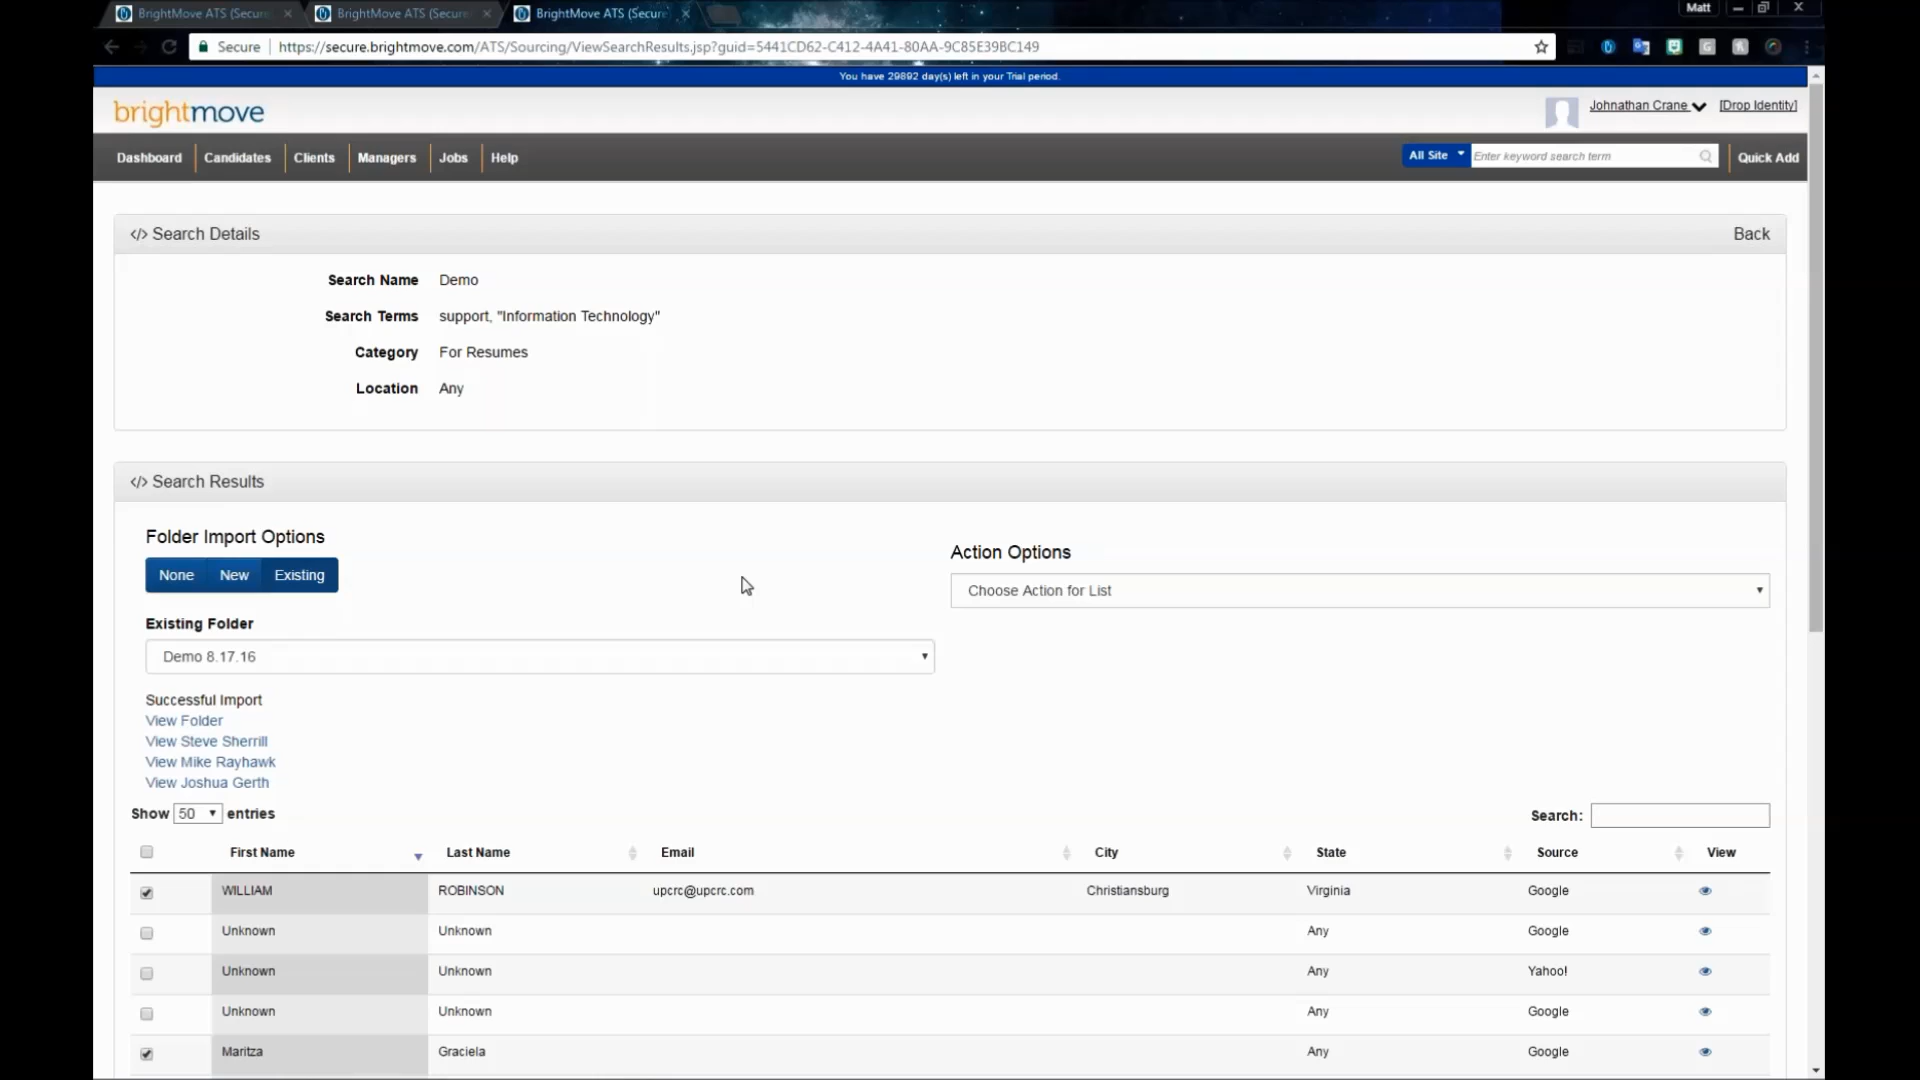 BrightMove ATS (Secure
BrightMove ATS (Secure
BrightMove ATS (Secure
Matt
Secure
https://secure.brightmove.com/ATS/Sourcing/ViewSearchResults.jsp?guid=5441CD62-C412-4A41-80AA-9C85E39BC149
You have 29892 day(s) left in your Trial period.
brightmove
Johnathan Crane
[Drop Identity]
Dashboard
Candidates
Clients
Managers
Jobs
Help
All Site
Enter keyword search term
Quick Add
</> Search Details
Back
Search Name Demo
Search Terms support, "Information Technology"
Category For Resumes
Location Any
</> Search Results
Folder Import Options
None New Existing
Action Options
Choose Action for List
Existing Folder
Demo 8.17.16
Successful Import
View Folder
View Steve Sherrill
View Mike Rayhawk
View Joshua Gerth
Show 50 entries
Search:
First Name Last Name Email City State Source View
WILLIAM ROBINSON upcrc@upcrc.com Christiansburg Virginia Google
Unknown Unknown Any Google
Unknown Unknown Any Yahoo!
Unknown Unknown Any Google
Maritza Graciela Any Google